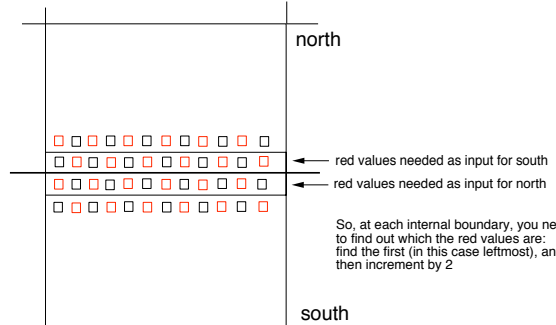 north
red values needed as input for south
red values needed as input for north
So, at each internal boundary, you ne
to find out which the red values are:
find the first (in this case leftmost), an
then increment by 2
south